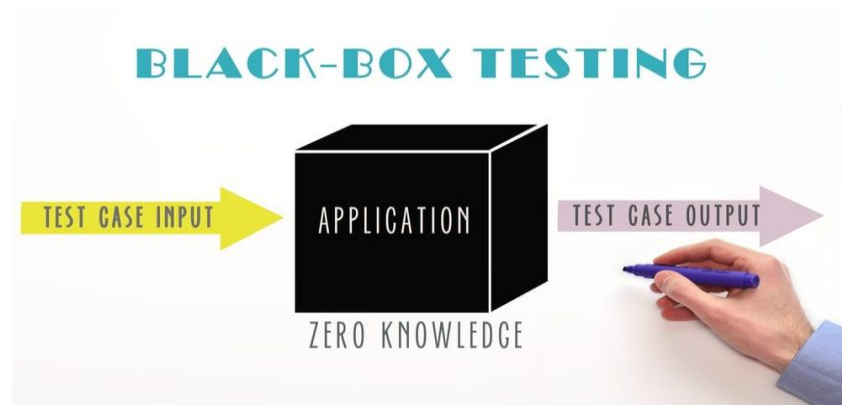 BLACK-BOX TESTING
TEST CASE INPUT
APPLICATION
TEST CASE OUTPUT
ZERO KNOWLEDGE